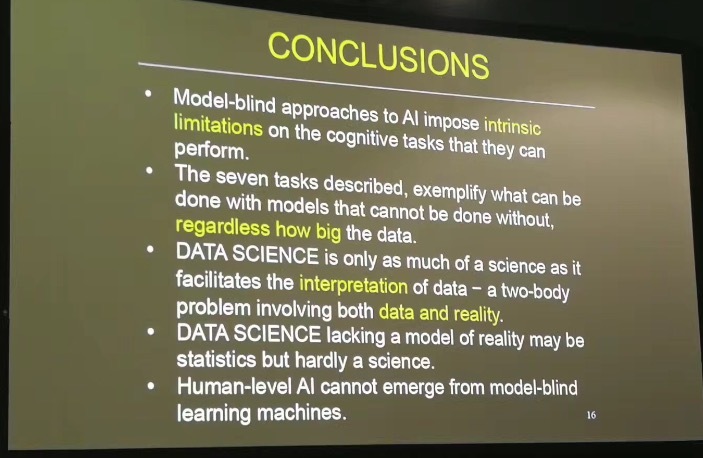 CONCLUSIONS
• Model-blind approaches to AI impose intrinsic
limitations on the cognitive tasks that they can
perform.
• The seven tasks described, exemplify what can be
done with models that cannot be done without,
regardless how big the data.
• DATA SCIENCE is only as much of a science as it
facilitates the interpretation of data – a two-body
problem involving both data and reality.
• DATA SCIENCE lacking a model of reality may be
statistics but hardly a science.
• Human-level AI cannot emerge from model-blind
learning machines.
16